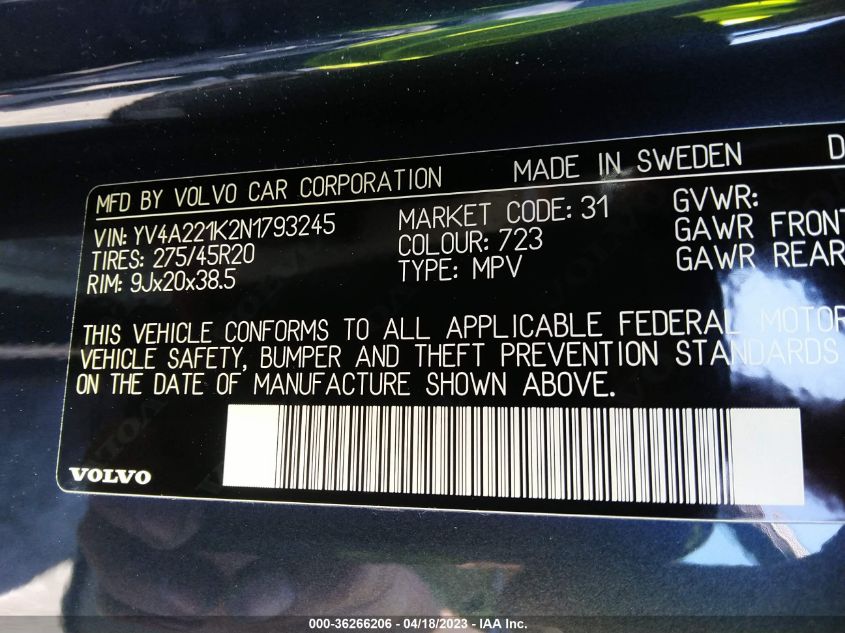 MFD BY VOLVO CAR CORPORATION MADE IN SWEDEN D
VIN: YV4A221K2N1793245 MARKET CODE: 31 GVWR:
TIRES: 275/45R20 COLOUR: 723 GAWR FRONT
RIM: 9Jx20x38.5 TYPE: MPV GAWR REAR
THIS VEHICLE CONFORMS TO ALL APPLICABLE FEDERAL MOTOR
VEHICLE SAFETY, BUMPER AND THEFT PREVENTION STANDARDS
ON THE DATE OF MANUFACTURE SHOWN ABOVE.
VOLVO
000-36266206 - 04/18/2023 - IAA Inc.